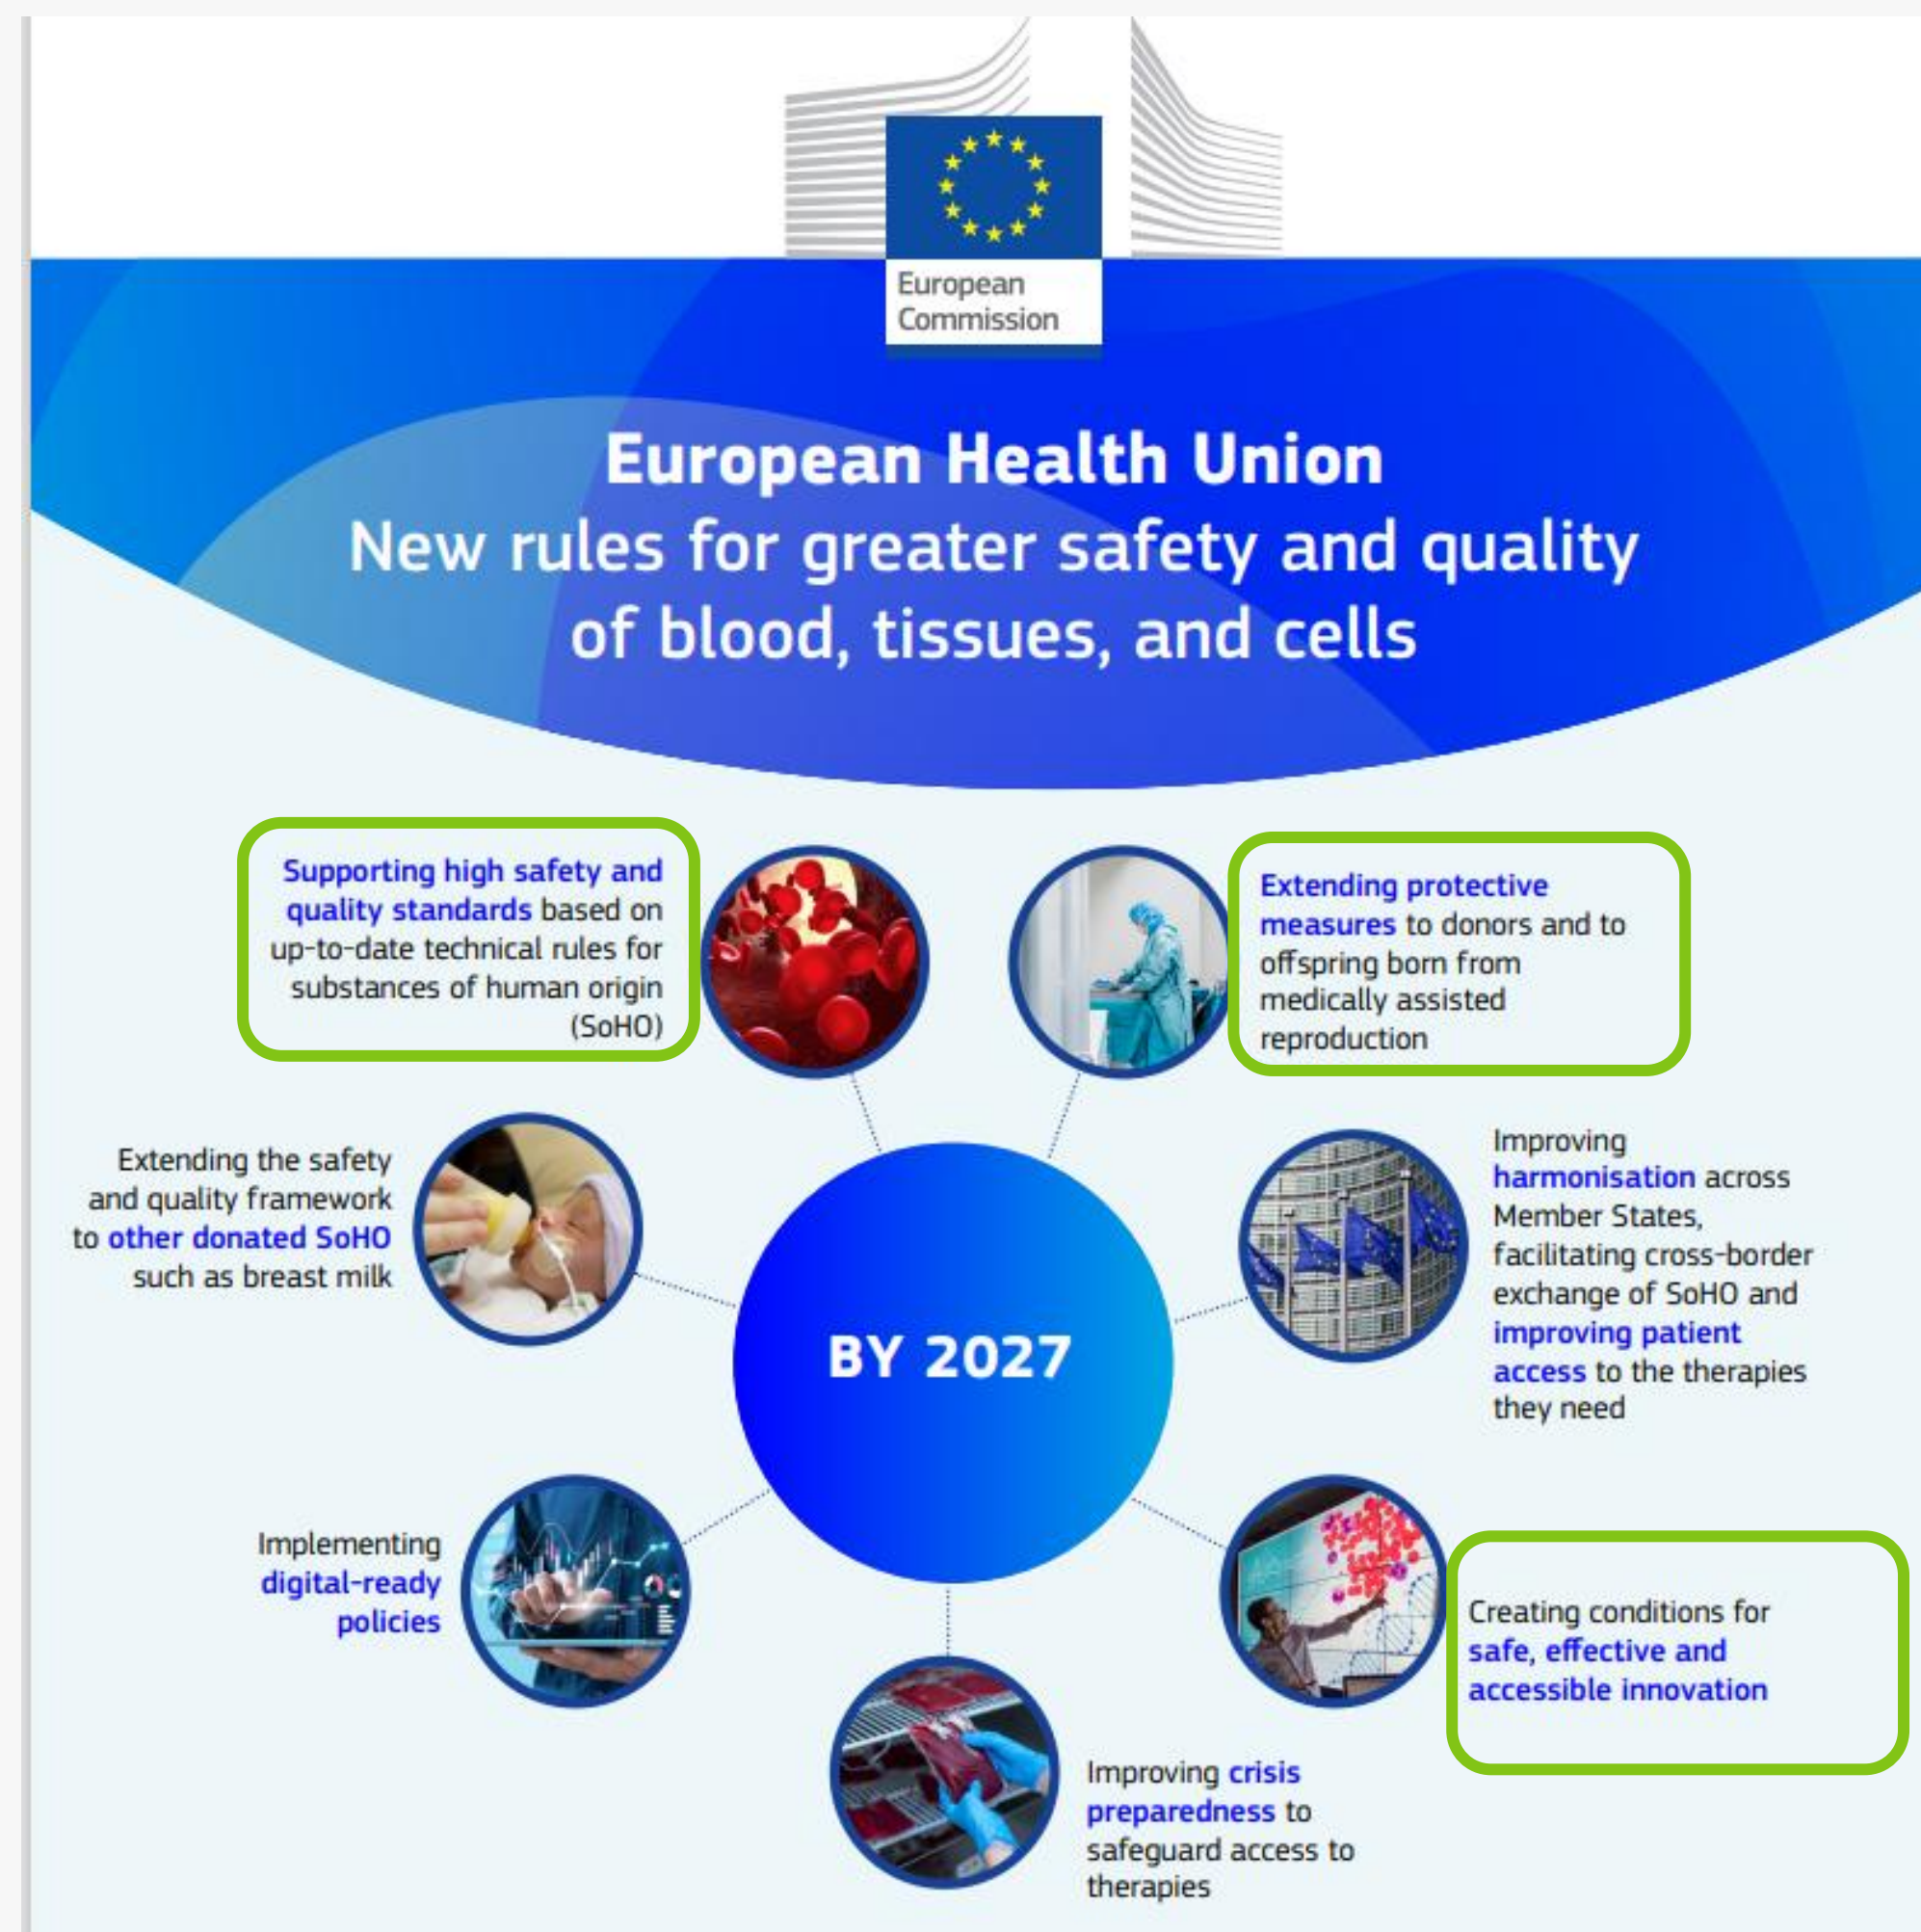 European
Commission
European Health Union
New rules for greater safety and quality
of blood, tissues, and cells
Supporting high safety and
quality standards based on
up-to-date technical rules for
substances of human origin
(SoHO)
Extending protective
measures to donors and to
offspring born from
medically assisted
reproduction
Extending the safety
and quality framework
to other donated SoHO
such as breast milk
Improving
harmonisation across
Member States,
facilitating cross-border
exchange of SoHO and
improving patient
access to the therapies
they need
BY 2027
Implementing
digital-ready
policies
Creating conditions for
safe, effective and
accessible innovation
Improving crisis
preparedness to
safeguard access to
therapies